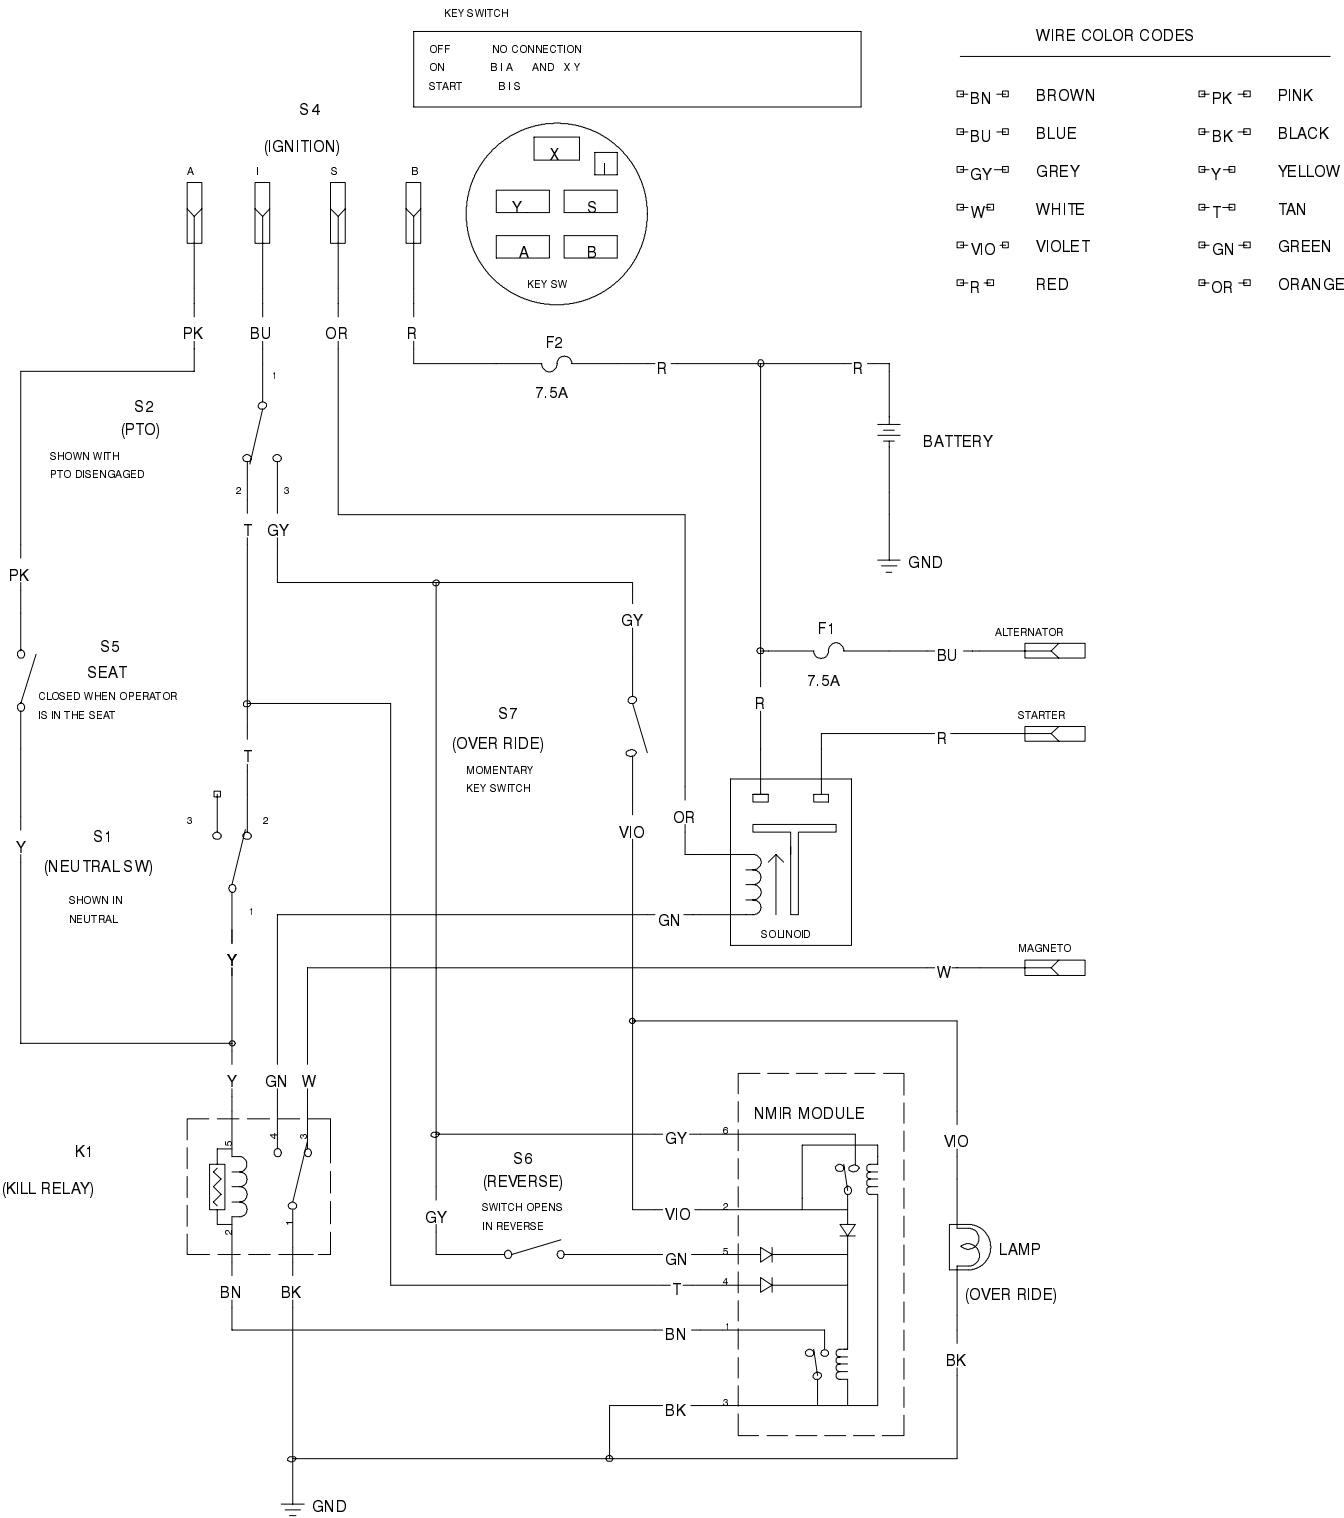 KEY SWITCH
OFF NO CONNECTION
ON B I A AND X Y
START B I S
WIRE COLOR CODES
BN BROWN PK PINK
BU BLUE BK BLACK
GY GREY Y YELLOW
W WHITE T TAN
VIO VIOLET GN GREEN
R RED OR ORANGE
S4
(IGNITION)
A I S B
X I
Y S
A B
KEY SW
PK BU OR R
F2
7.5A
R R
1
S2
(PTO)
SHOWN WITH
PTO DISENGAGED
BATTERY
2 3
T GY
GND
PK
GY
F1
7.5A
BU
ALTERNATOR
S5
SEAT
CLOSED WHEN OPERATOR
IS IN THE SEAT
S7
(OVER RIDE)
MOMENTARY
KEY SWITCH
R
STARTER
R
T
3 2
S1
(NEUTRAL SW)
SHOWN IN
NEUTRAL
Y
1
VIO
OR
GN
SOLINOID
Y
MAGNETO
W
Y GN W
K1
(KILL RELAY)
5 4 3
2 1
NMIR MODULE
GY 6
VIO
S6
(REVERSE)
SWITCH OPENS
IN REVERSE
GY
VIO 2
GN 5
T 4
LAMP
(OVER RIDE)
BN BK
BN 1
BK
BK 3
GND